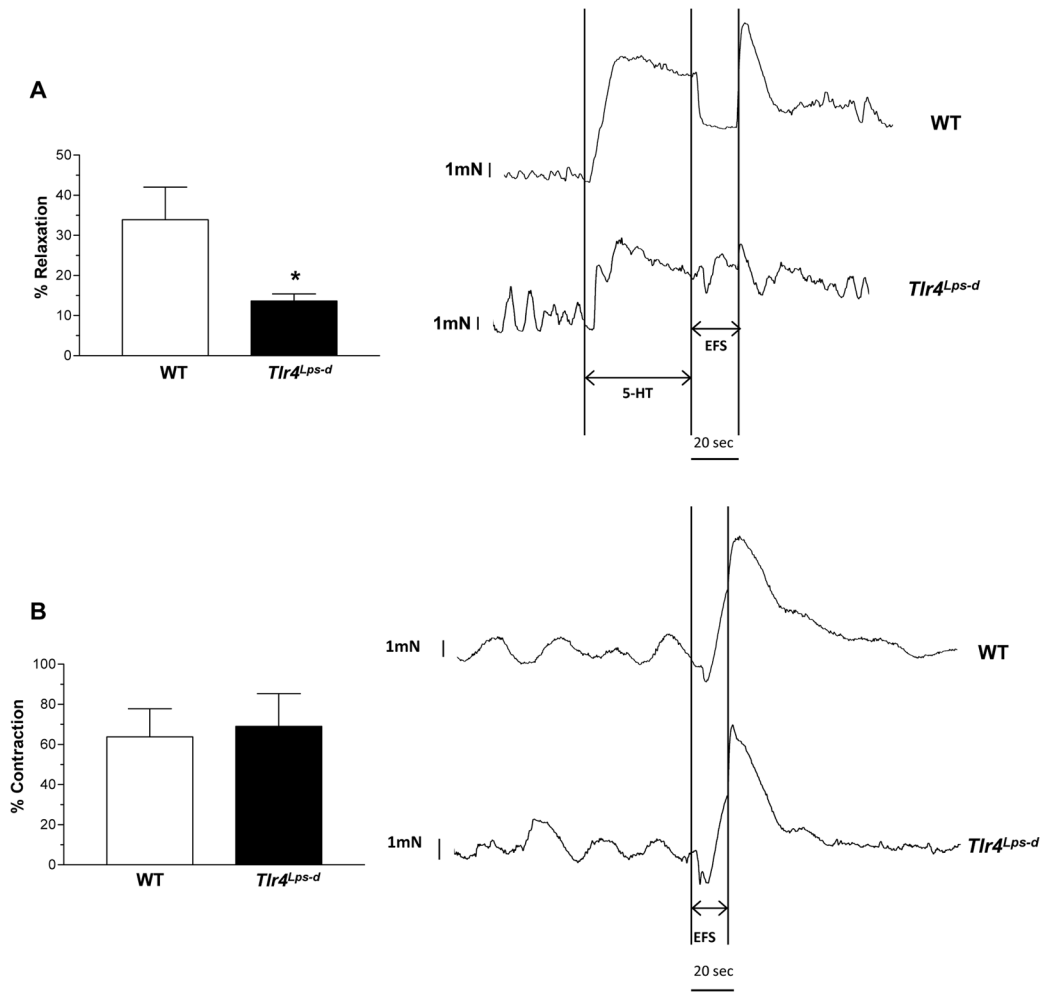 A
% Relaxation
50
40
30
20
10
0
WT
Tlr4Lps-d
*
1mN
WT
1mN
Tlr4Lps-d
EFS
5-HT
20 sec
B
% Contraction
100
80
60
40
20
0
WT
Tlr4Lps-d
1mN
WT
1mN
Tlr4Lps-d
EFS
20 sec